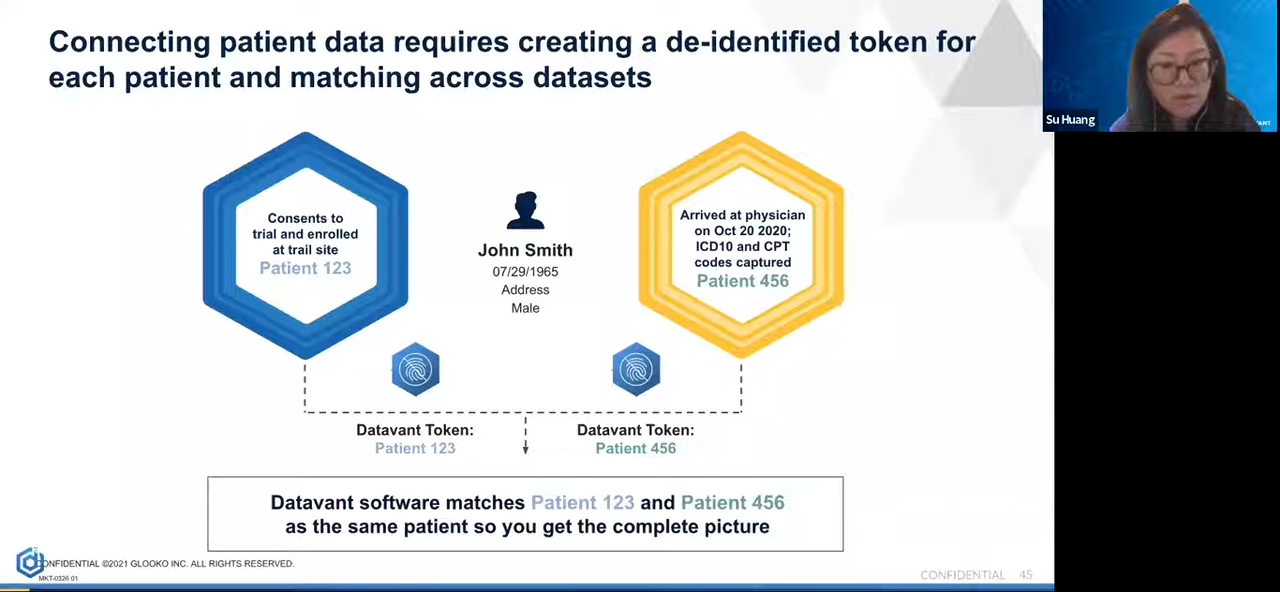 Connecting patient data requires creating a de-identified token for
each patient and matching across datasets
Su Huang
Consents to
trial and enrolled
at trail site
Patient 123
John Smith
07/29/1965
Address
Male
Arrived at physician
on Oct 20 2020;
ICD10 and CPT
codes captured
Patient 456
Datavant Token:
Patient 123
Datavant Token:
Patient 456
Datavant software matches Patient 123 and Patient 456
as the same patient so you get the complete picture
CONFIDENTIAL ©2021 GLOOKO INC. ALL RIGHTS RESERVED.
MKT-0326 01
CONFIDENTIAL 45